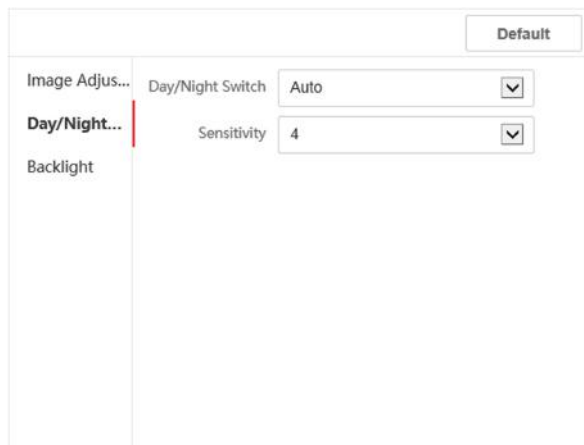 Default
Image Adjus...
Day/Night Switch Auto
Day/Night...
Sensitivity 4
Backlight